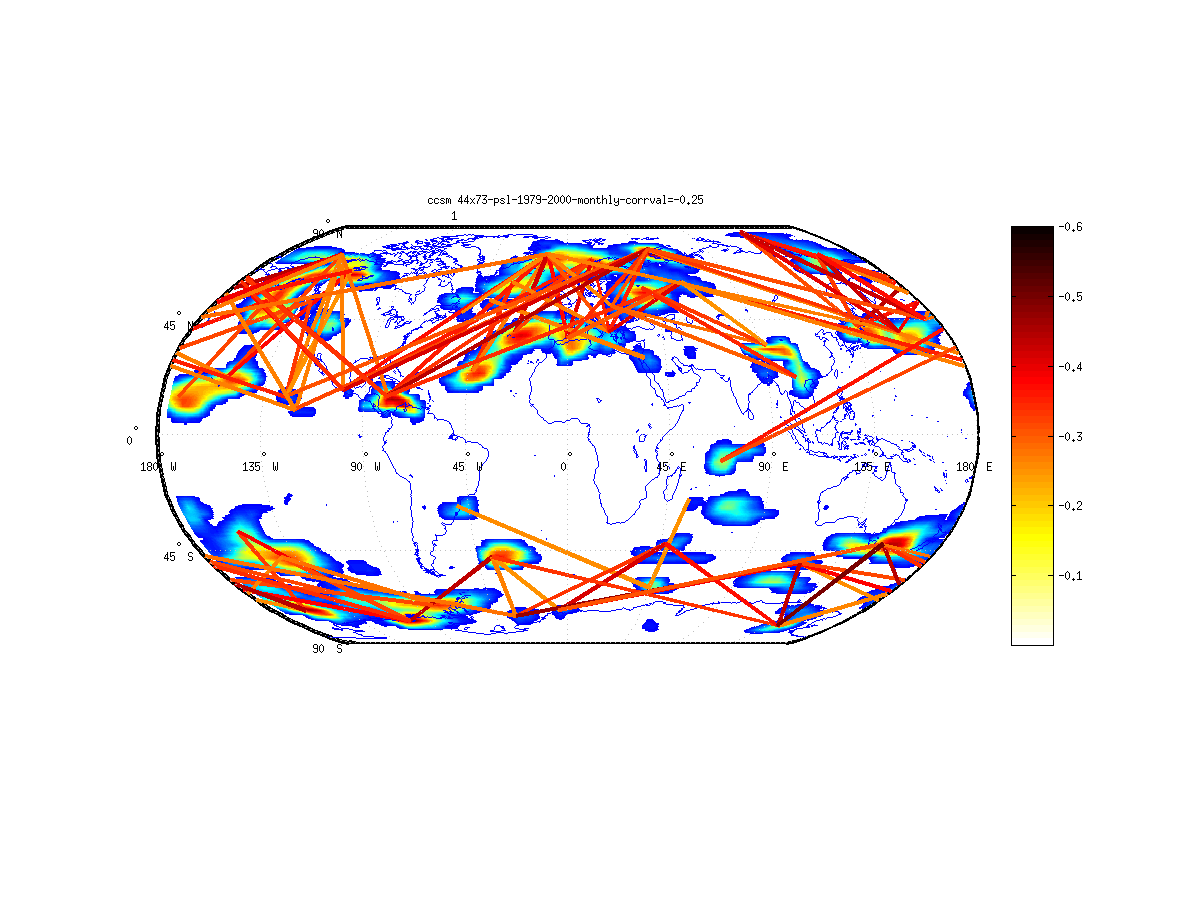 ccsm 44x73-psl-1979-2000-monthly-corrval=-0.25
1
90° N
45° N
0°
180° W 135° W 90° W 45° W 0° 45° E 90° E 135° E 180° E
45° S
90° S
-0.6
-0.5
-0.4
-0.3
-0.2
-0.1